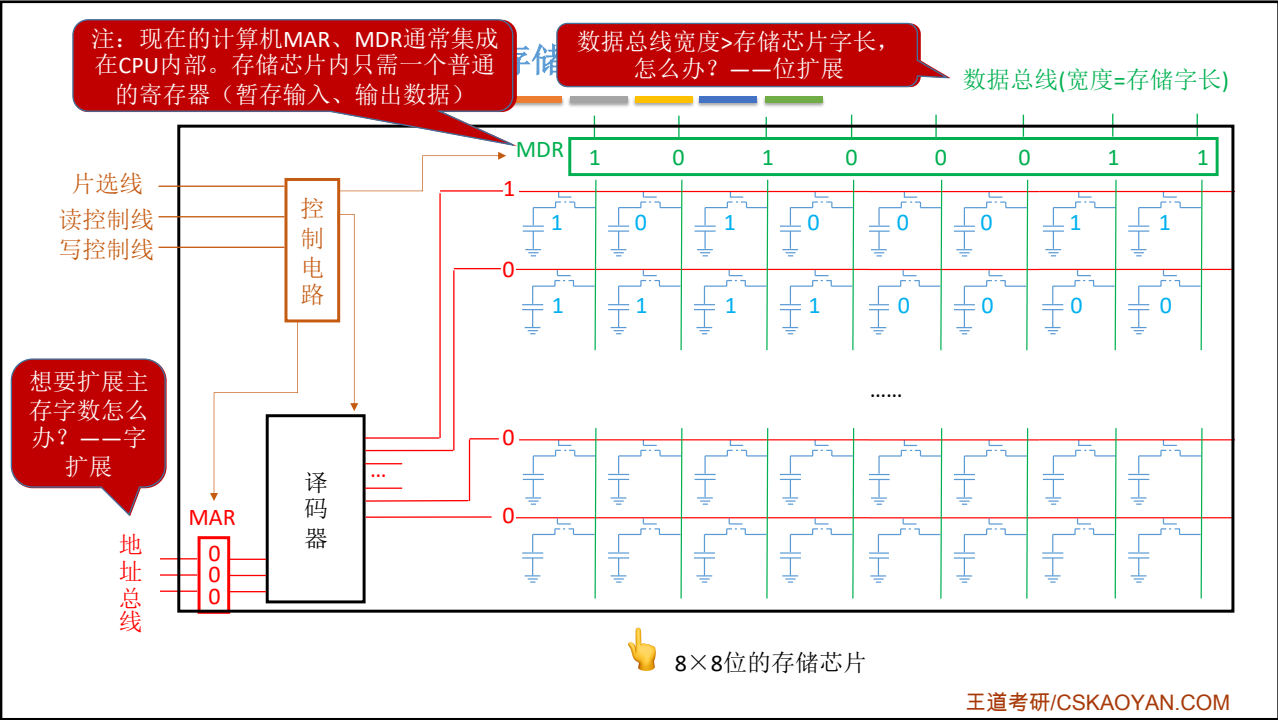 注：现在的计算机MAR、MDR通常集成
在CPU内部。存储芯片内只需一个普通
的寄存器（暂存输入、输出数据）
存储
数据总线宽度>存储芯片字长，
怎么办？——位扩展
数据总线(宽度=存储字长)
MDR
1 0 1 0 0 0 1 1
片选线
读控制线
写控制线
控
制
电
路
1
1 0 1 0 0 0 1 1
0
1 1 1 1 0 0 0 0
想要扩展主
存字数怎么
办？——字
扩展
......
0
...
译
码
器
0
MAR
地
址
总
线
0
0
0
8×8位的存储芯片
王道考研/CSKAOYAN.COM